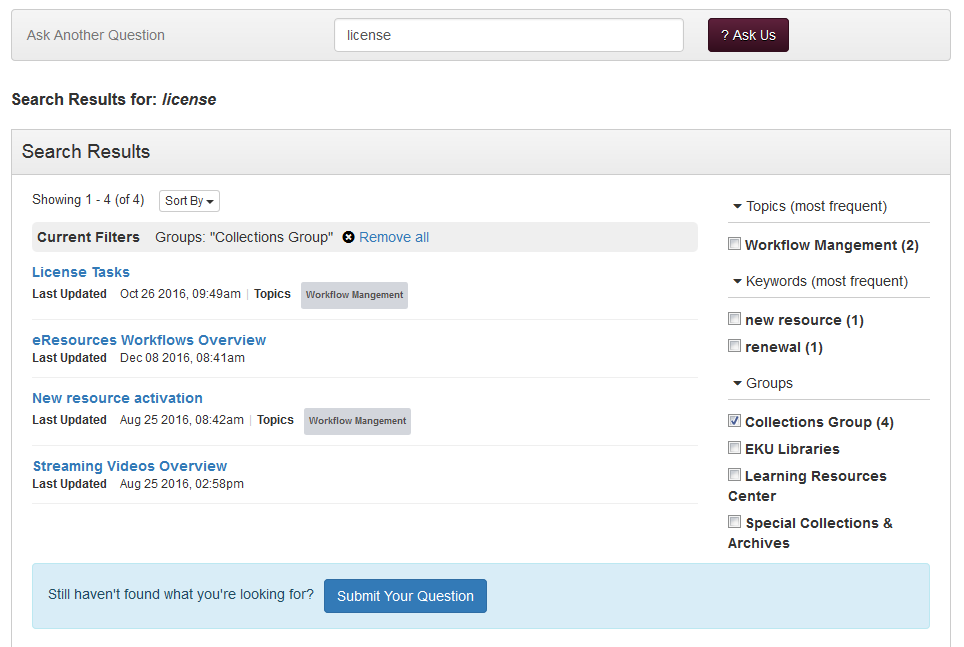 Ask Another Question license ? Ask Us
Search Results for: license
Search Results
Showing 1 - 4 (of 4) Sort By
Current Filters Groups: "Collections Group" Remove all
License Tasks
Last Updated Oct 26 2016, 09:49am Topics Workflow Mangement
eResources Workflows Overview
Last Updated Dec 08 2016, 08:41am
New resource activation
Last Updated Aug 25 2016, 08:42am Topics Workflow Mangement
Streaming Videos Overview
Last Updated Aug 25 2016, 02:58pm
Topics (most frequent)
Workflow Mangement (2)
Keywords (most frequent)
new resource (1)
renewal (1)
Groups
Collections Group (4)
EKU Libraries
Learning Resources
Center
Special Collections &
Archives
Still haven't found what you're looking for? Submit Your Question